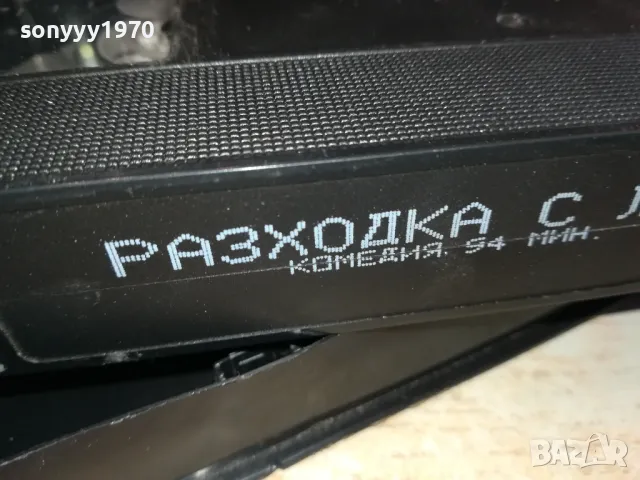 sonyyy1970
РАЗХОДКА С
КОМЕДИЯ. 94 МИН.
BAZAR